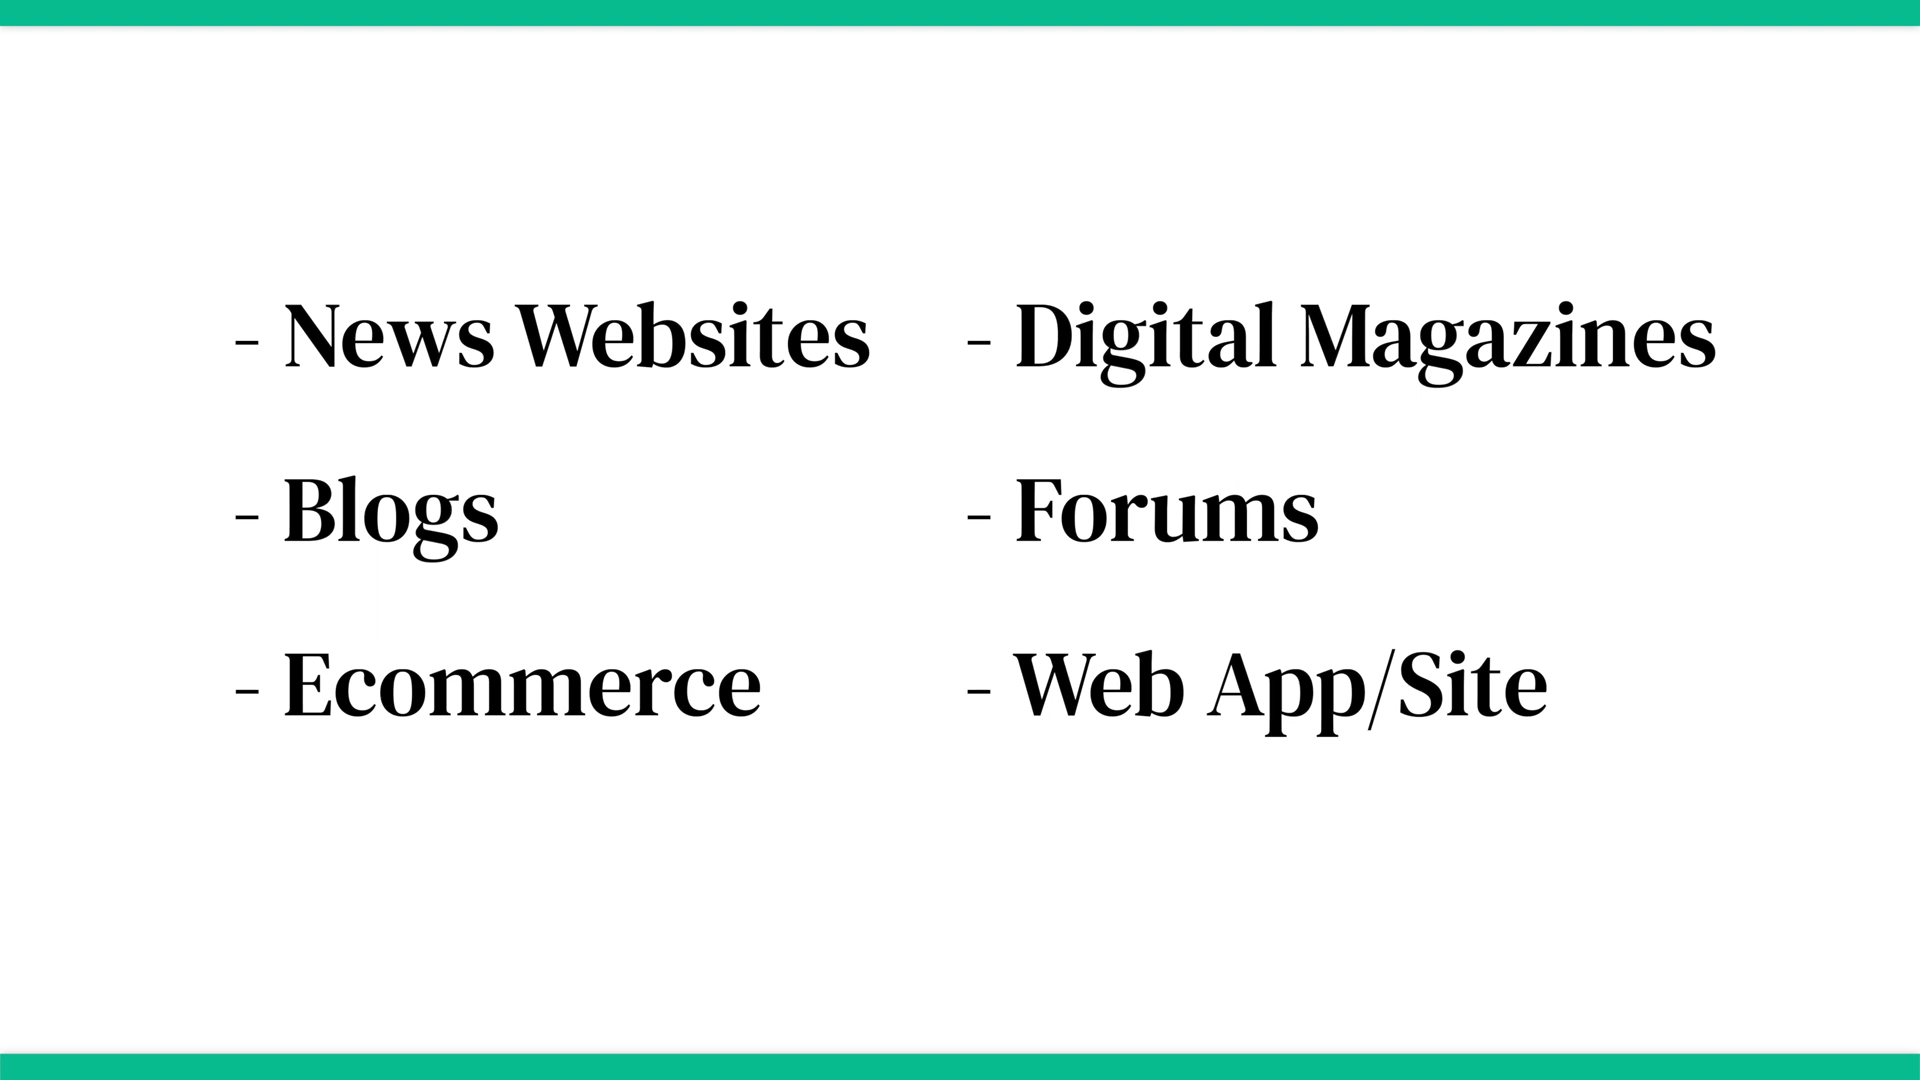 - News Websites
- Blogs
- Ecommerce
- Digital Magazines
- Forums
- Web App/Site